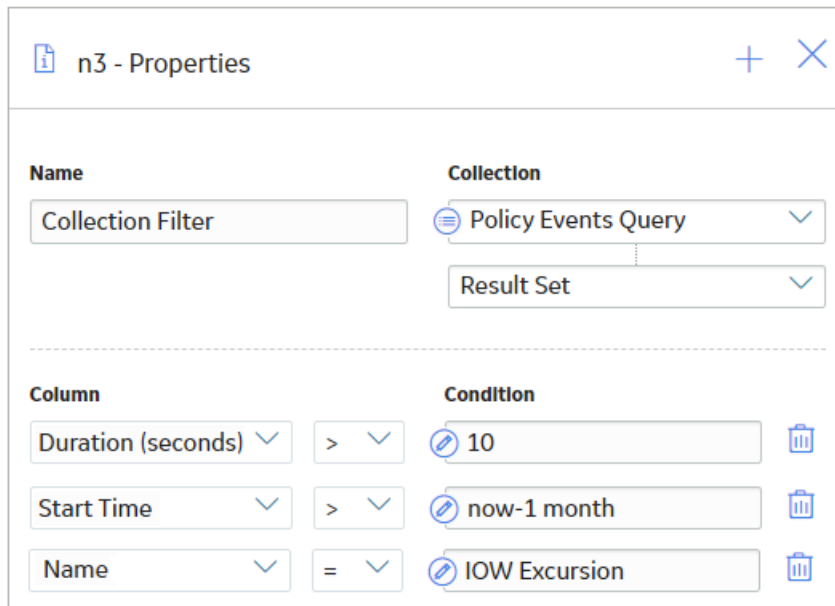 n3 - Properties
Name Collection
Collection Filter Policy Events Query
Result Set
Column Condition
Duration (seconds) > 10
Start Time > now-1 month
Name = IOW Excursion